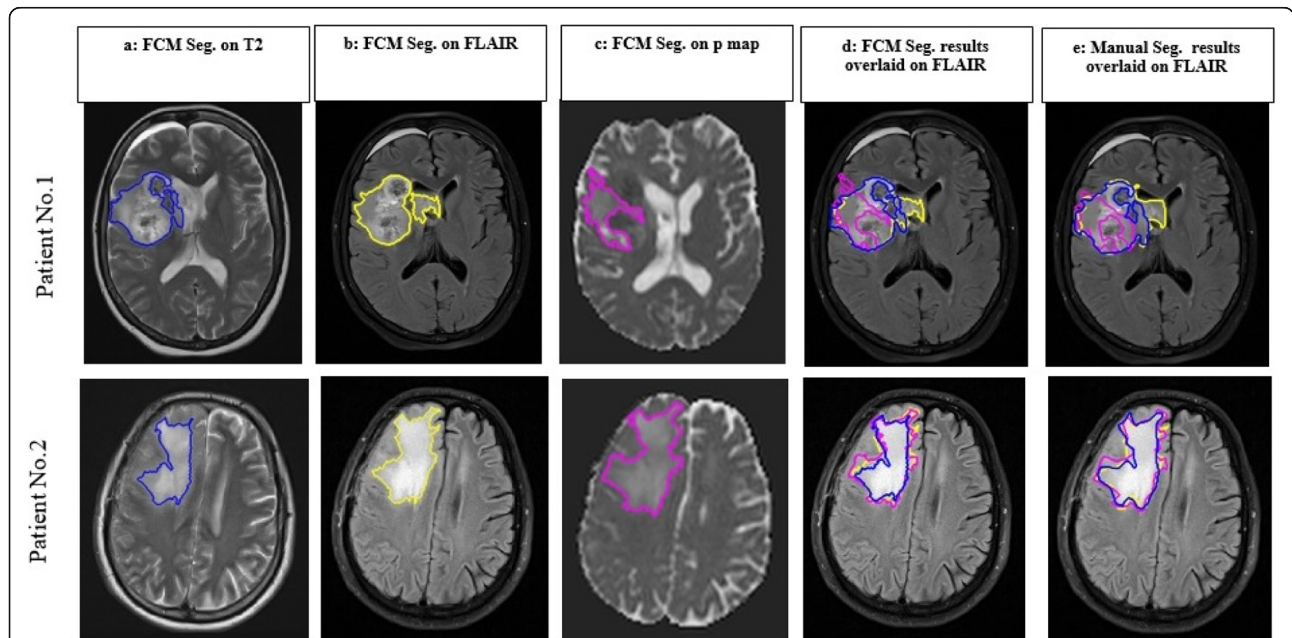 a: FCM Seg. on T2
b: FCM Seg. on FLAIR
c: FCM Seg. on p map
d: FCM Seg. results
overlaid on FLAIR
e: Manual Seg. results
overlaid on FLAIR
Patient No.1
Patient No.2